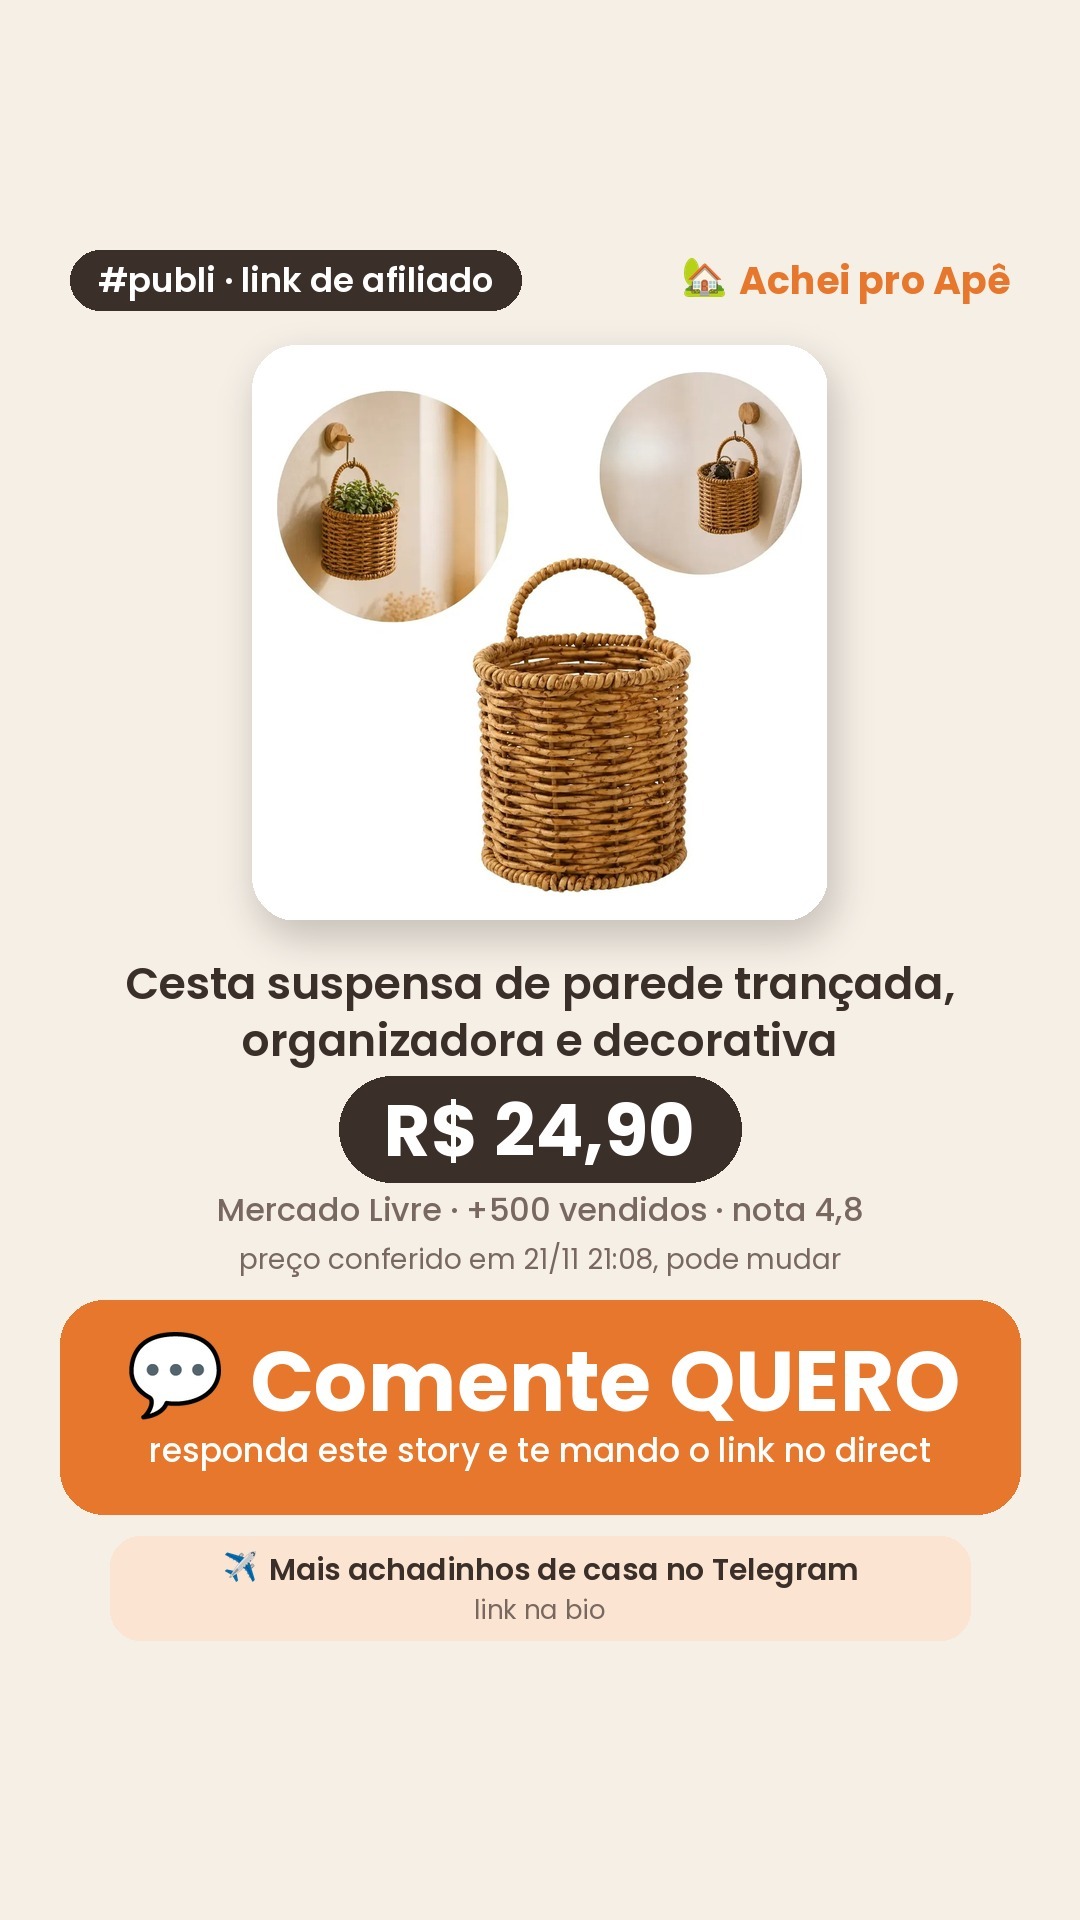 #publi · link de afiliado
🏡 Achei pro Apê
Cesta suspensa de parede trançada,
organizadora e decorativa
R$ 24,90
Mercado Livre · +500 vendidos · nota 4,8
preço conferido em 21/11 21:08, pode mudar
💬 Comente QUERO
responda este story e te mando o link no direct
✈️ Mais achadinhos de casa no Telegram
link na bio